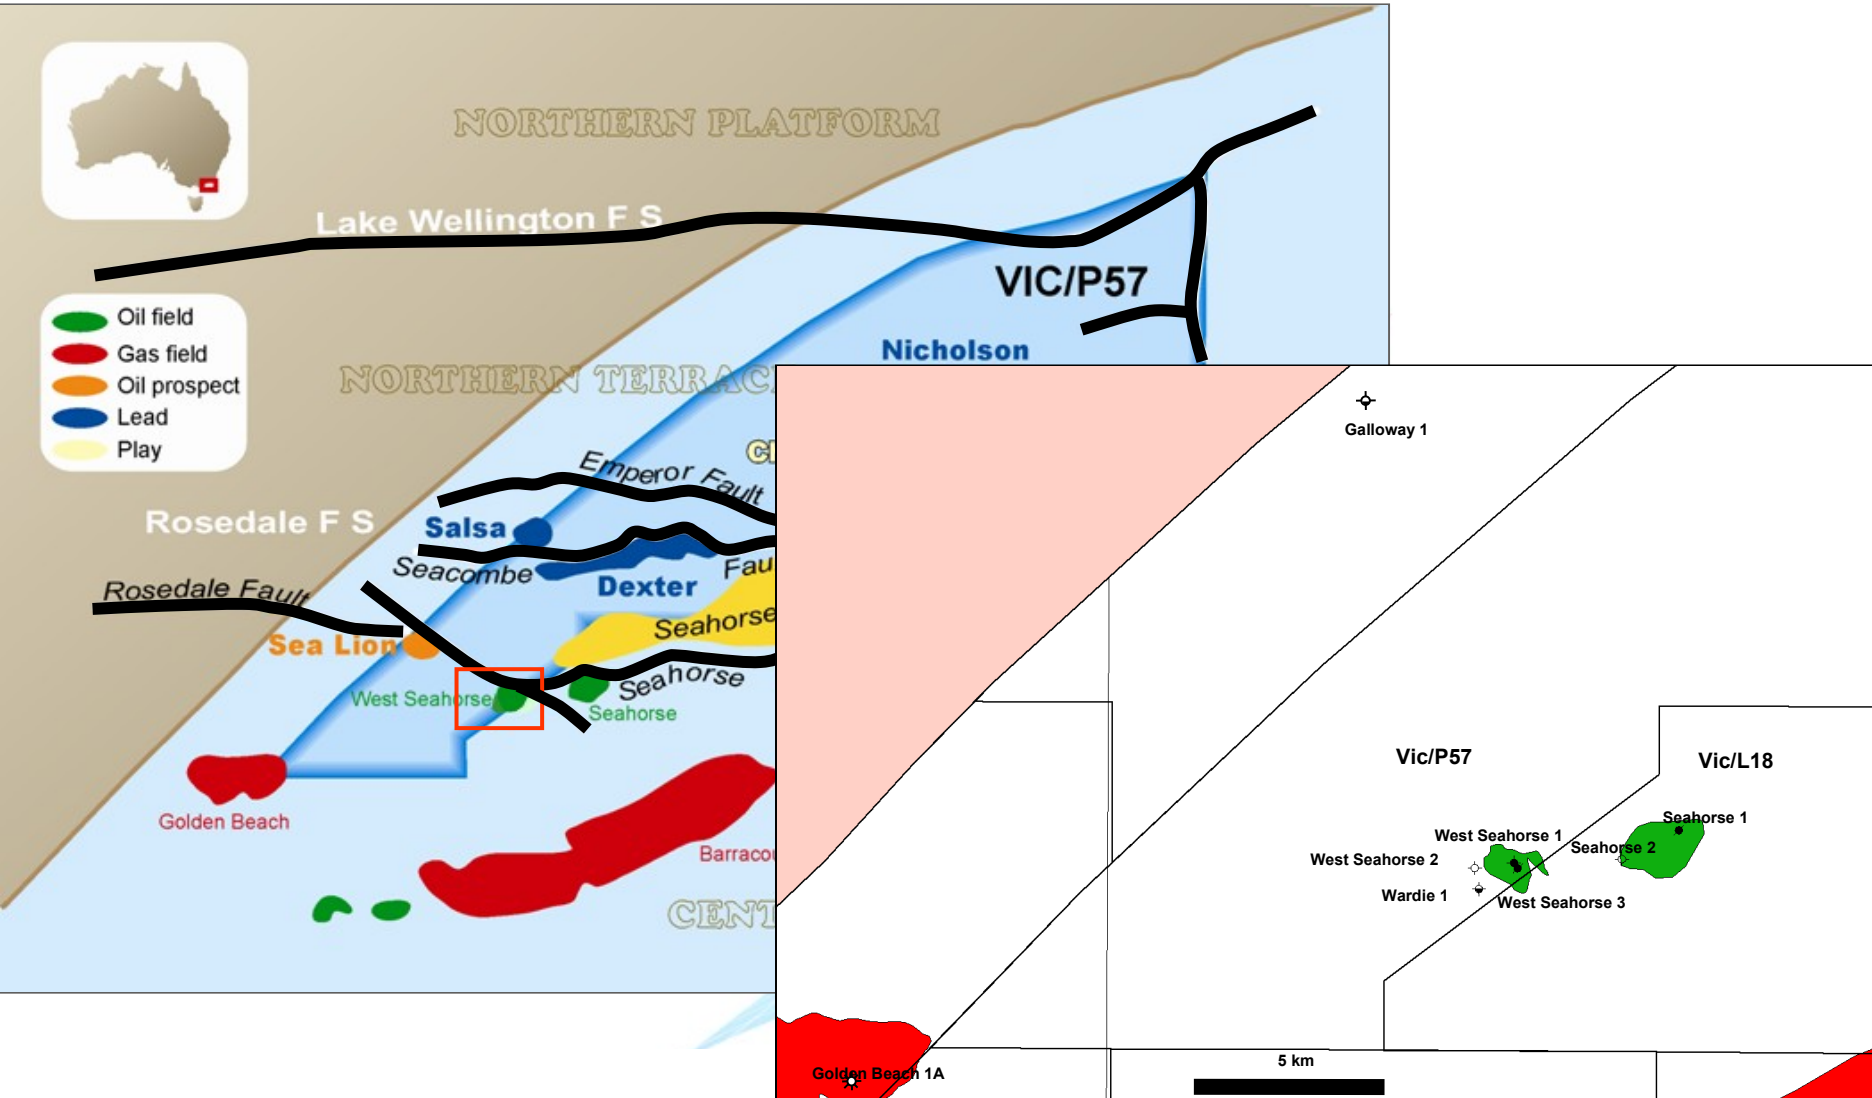 NORTHERN PLATFORM
Lake Wellington F S
VIC/P57
Oil field
Gas field
Oil prospect
Lead
Play
Nicholson
NORTHERN TERRAC
Emperor Fault
Rosedale F S
Salsa
Seacombe
Fau
Dexter
Rosedale Fault
Seahorse
Sea Lion
West Seahorse
Seahorse
Seahorse
Golden Beach
Barracou
CENT
Galloway 1
Vic/P57
Vic/L18
Seahorse 1
West Seahorse 1
Seahorse 2
West Seahorse 2
Wardie 1
West Seahorse 3
5 km
Golden Beach 1A